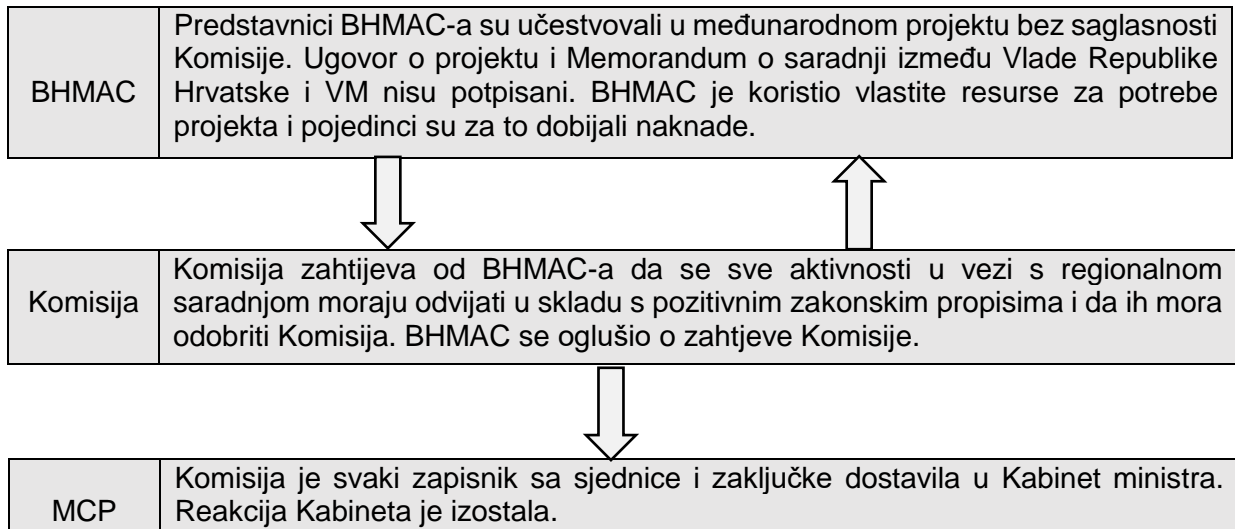 Predstavnici BHMAC-a su učestvovali u međunarodnom projektu bez saglasnosti
Komisije. Ugovor o projektu i Memorandum o saradnji između Vlade Republike
BHMAC
Hrvatske i VM nisu potpisani. BHMAC je koristio vlastite resurse za potrebe
projekta i pojedinci su za to dobijali naknade.
Komisija zahtijeva od BHMAC-a da se sve aktivnosti u vezi s regionalnom
Komisija
saradnjom moraju odvijati u skladu s pozitivnim zakonskim propisima i da ih mora
odobriti Komisija. BHMAC se oglušio o zahtjeve Komisije.
Komisija je svaki zapisnik sa sjednice i zaključke dostavila u Kabinet ministra.
MCP
Reakcija Kabineta je izostala.